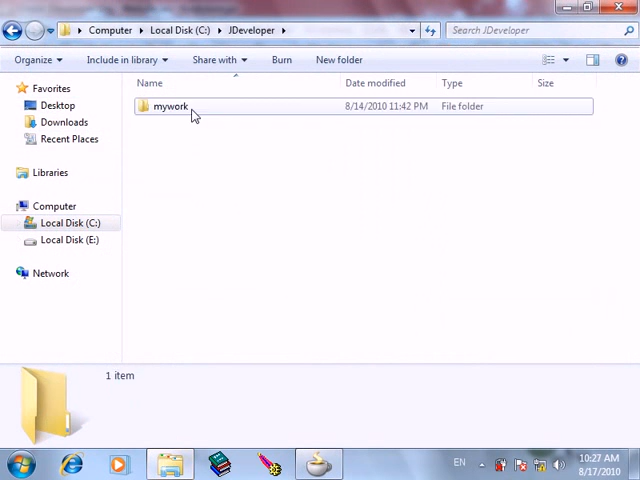 Computer Local Disk (C:) JDeveloper Search JDeveloper
Organize Include in library Share with Burn New folder
Favorites
Desktop
Downloads
Recent Places
Libraries
Computer
Local Disk (C:)
Local Disk (E:)
Network
Name Date modified Type Size
mywork 8/14/2010 11:42 PM File folder
1 item
EN 10:27 AM
8/17/2010